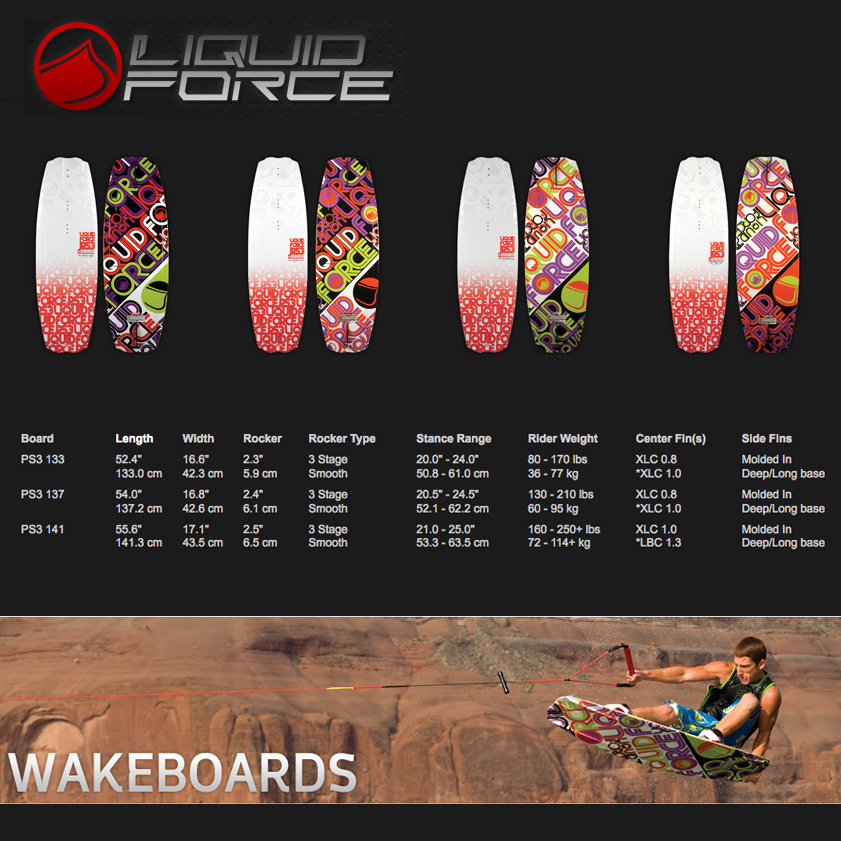 LIQUID
FORCE
Board Length Width Rocker Rocker Type Stance Range Rider Weight Center Fin(s) Side Fins
PS3 133 52.4" 16.6" 2.3" 3 Stage 20.0" - 24.0" 80 - 170 lbs XLC 0.8 Molded In
133.0 cm 42.3 cm 5.9 cm Smooth 50.8 - 61.0 cm 36 - 77 kg *XLC 1.0 Deep/Long base
PS3 137 54.0" 16.8" 2.4" 3 Stage 20.5" - 24.5" 130 - 210 lbs XLC 0.8 Molded In
137.2 cm 42.6 cm 6.1 cm Smooth 52.1 - 62.2 cm 60 - 95 kg *XLC 1.0 Deep/Long base
PS3 141 55.6" 17.1" 2.5" 3 Stage 21.0 - 25.0" 160 - 250+ lbs XLC 1.0 Molded In
141.3 cm 43.5 cm 6.5 cm Smooth 53.3 - 63.5 cm 72 - 114+ kg *LBC 1.3 Deep/Long base
WAKEBOARDS